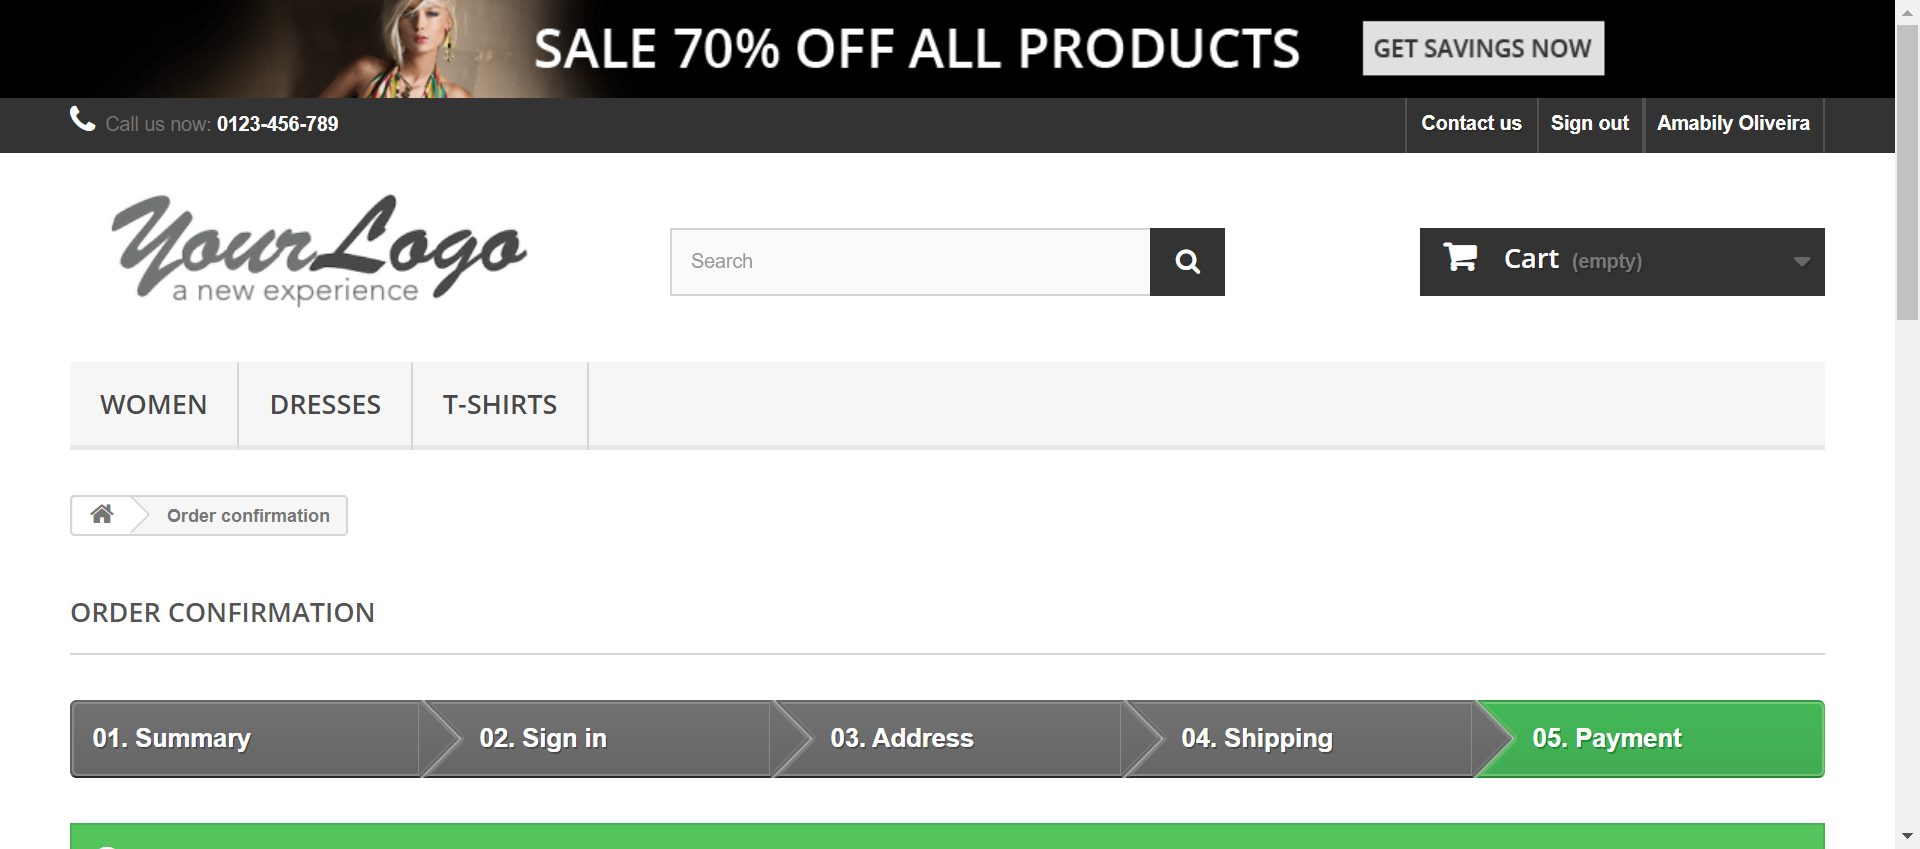 SALE 70% OFF ALL PRODUCTS GET SAVINGS NOW
Call us now: 0123-456-789 Contact us Sign out Amabily Oliveira
YourLogo
a new experience
Search
Cart (empty)
WOMEN DRESSES T-SHIRTS
Order confirmation
ORDER CONFIRMATION
01. Summary 02. Sign in 03. Address 04. Shipping 05. Payment